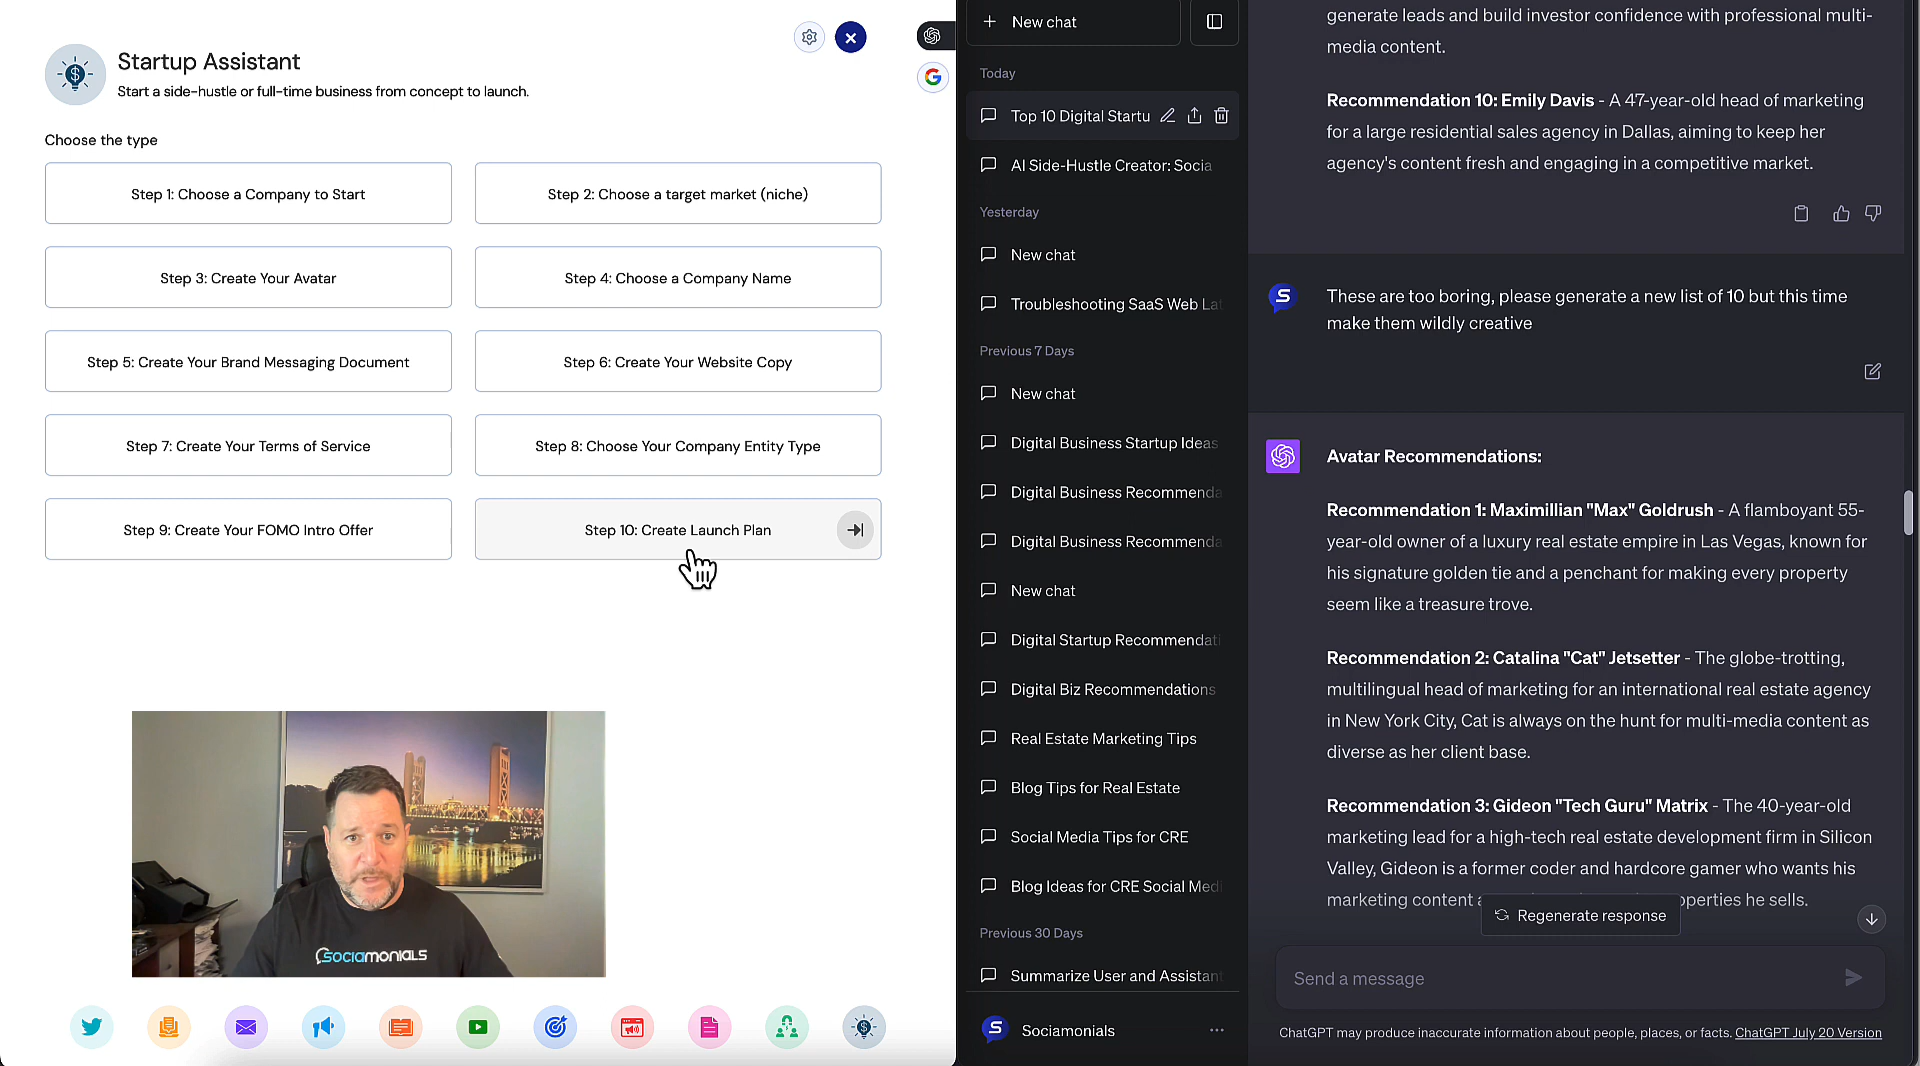 Startup Assistant
Start a side-hustle or full-time business from concept to launch.
Choose the type
Step 1: Choose a Company to Start
Step 2: Choose a target market (niche)
Step 3: Create Your Avatar
Step 4: Choose a Company Name
Step 5: Create Your Brand Messaging Document
Step 6: Create Your Website Copy
Step 7: Create Your Terms of Service
Step 8: Choose Your Company Entity Type
Step 9: Create Your FOMO Intro Offer
Step 10: Create Launch Plan
sociamonials
New chat
Today
Top 10 Digital Startu
AI Side-Hustle Creator: Socia
Yesterday
New chat
Troubleshooting SaaS Web Lat
Previous 7 Days
New chat
Digital Business Startup Ideas
Digital Business Recommenda
Digital Business Recommenda
New chat
Digital Startup Recommendati
Digital Biz Recommendations
Real Estate Marketing Tips
Blog Tips for Real Estate
Social Media Tips for CRE
Blog Ideas for CRE Social Medi
Previous 30 Days
Summarize User and Assistant
S
Sociamonials
generate leads and build investor confidence with professional multi-
media content.
Recommendation 10: Emily Davis - A 47-year-old head of marketing
for a large residential sales agency in Dallas, aiming to keep her
agency's content fresh and engaging in a competitive market.
S
These are too boring, please generate a new list of 10 but this time
make them wildly creative
Avatar Recommendations:
Recommendation 1: Maximillian "Max" Goldrush - A flamboyant 55-
year-old owner of a luxury real estate empire in Las Vegas, known for
his signature golden tie and a penchant for making every property
seem like a treasure trove.
Recommendation 2: Catalina "Cat" Jetsetter - The globe-trotting,
multilingual head of marketing for an international real estate agency
in New York City, Cat is always on the hunt for multi-media content as
diverse as her client base.
Recommendation 3: Gideon "Tech Guru" Matrix - The 40-year-old
marketing lead for a high-tech real estate development firm in Silicon
Valley, Gideon is a former coder and hardcore gamer who wants his
marketing content operties he sells.
Regenerate response
Send a message
ChatGPT may produce inaccurate information about people, places, or facts. ChatGPT July 20 Version